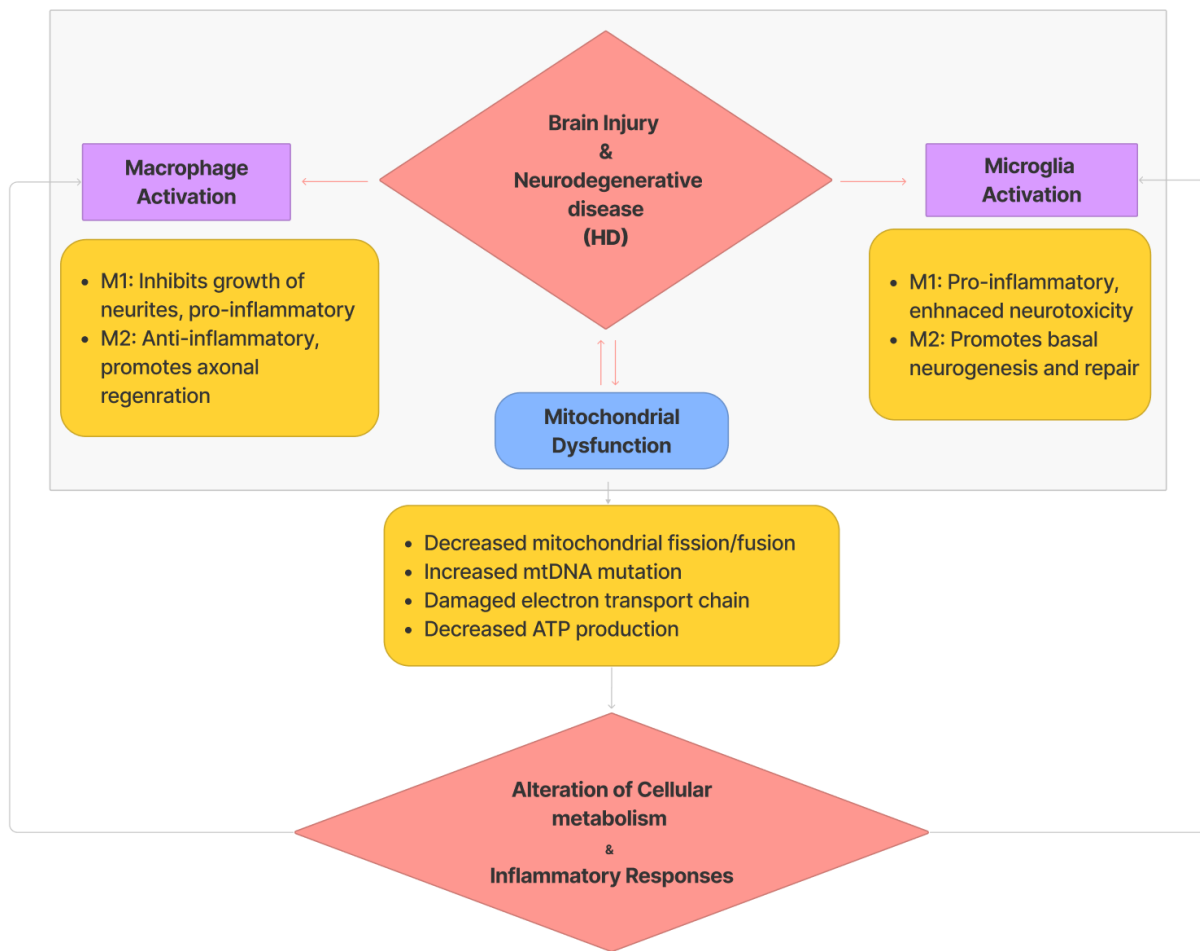 Brain Injury
&
Neurodegenerative
disease
(HD)
Macrophage
Activation
Microglia
Activation
• M1: Inhibits growth of
neurites, pro-inflammatory
• M2: Anti-inflammatory,
promotes axonal
regenration
• M1: Pro-inflammatory,
enhnaced neurotoxicity
• M2: Promotes basal
neurogenesis and repair
Mitochondrial
Dysfunction
• Decreased mitochondrial fission/fusion
• Increased mtDNA mutation
• Damaged electron transport chain
• Decreased ATP production
Alteration of Cellular
metabolism
&
Inflammatory Responses